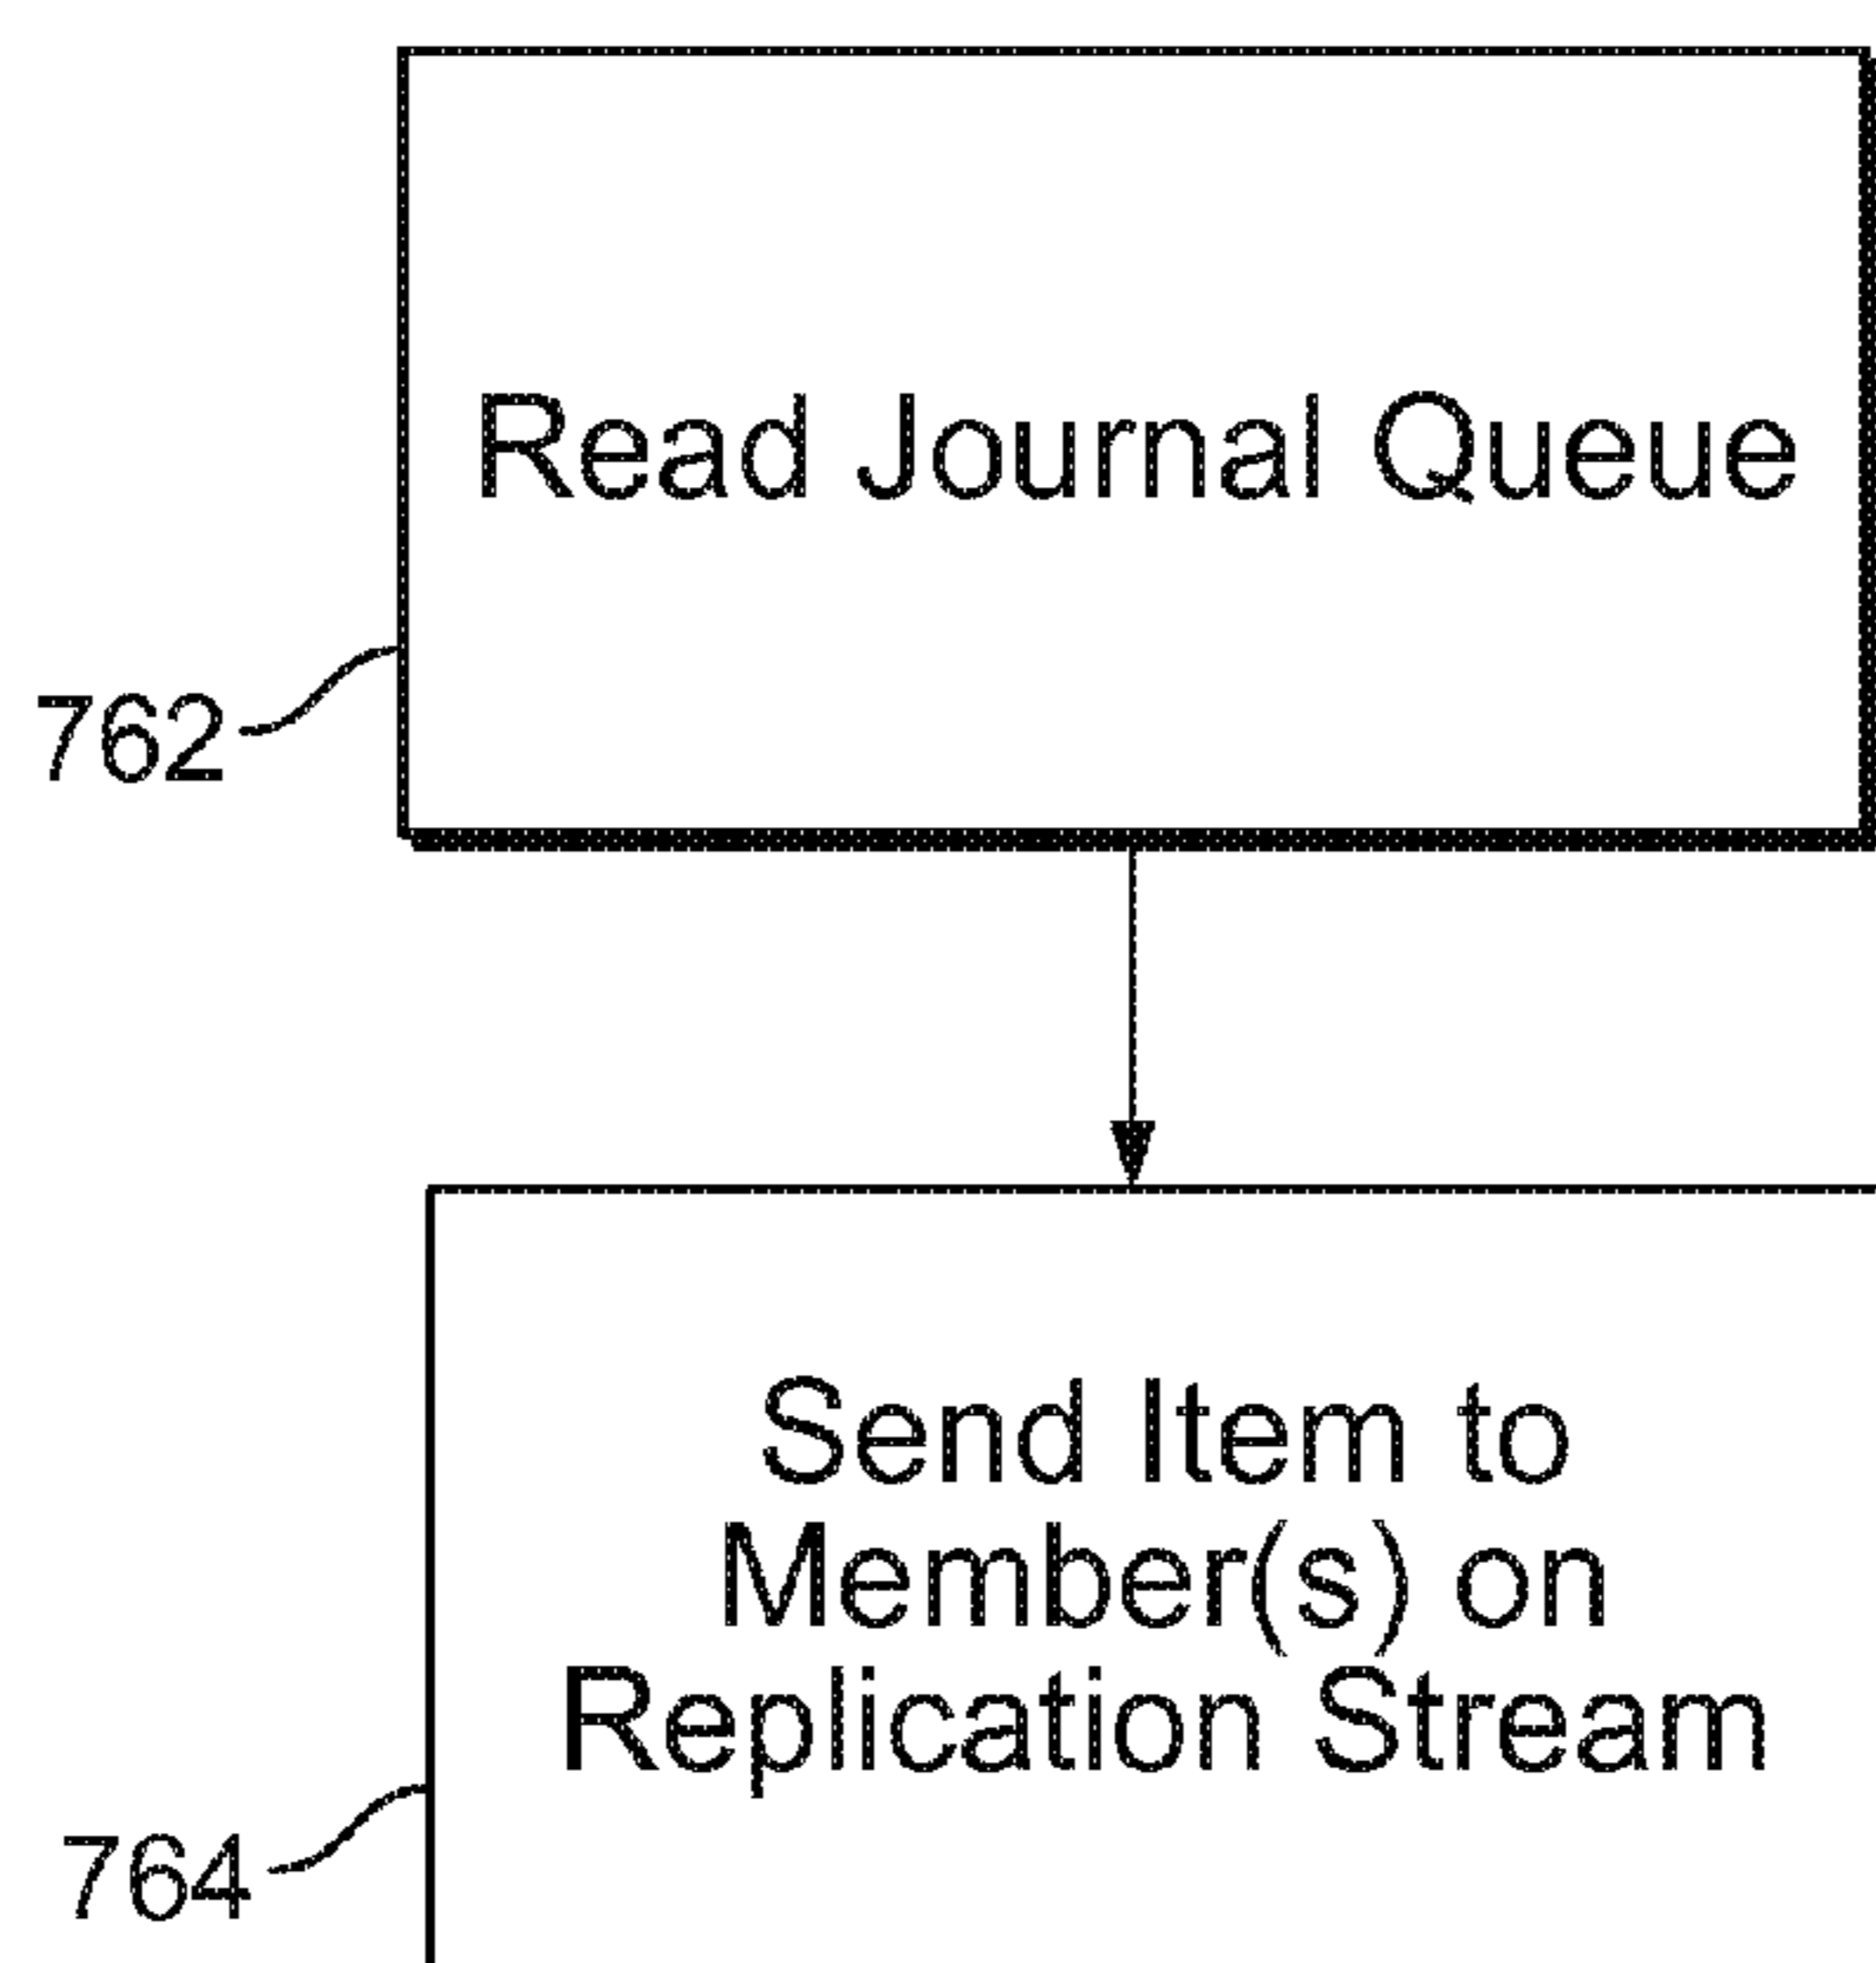 Read Journal Queue
762
Send Item to
Member(s) on
Replication Stream
764